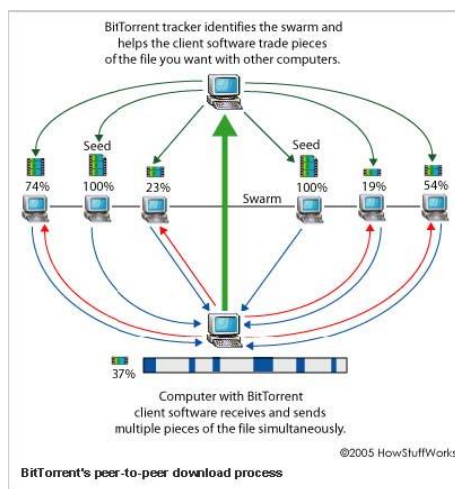 BitTorrent tracker identifies the swarm and
helps the client software trade pieces
of the file you want with other computers.
Seed
Seed
74%
100%
23%
100%
19%
54%
Swarm
37%
Computer with BitTorrent
client software receives and sends
multiple pieces of the file simultaneously.
©2005 HowStuffWorks
BitTorrent's peer-to-peer download process